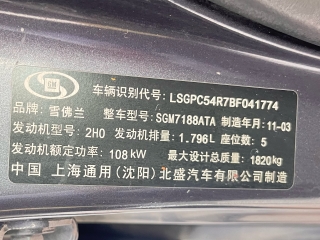 GM
车辆识别代号: LSGPC54R7BF041774
品牌: 雪佛兰 整车型号: SGM7188ATA 制造年月: 11-03
发动机型号: 2H0 发动机排量: 1.796L 座位数: 5
发动机额定功率: 108kW 最大设计总质量: 1820kg
中国 上海通用(沈阳)北盛汽车有限公司制造